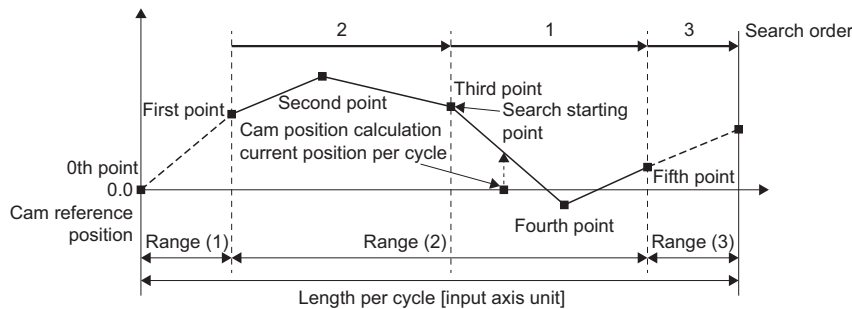 2
1
3
Search order
First point
Second point
Third point
Search starting
point
Cam position calculation
current position per cycle
0th point
0.0
Cam reference
position
Fourth point
Fifth point
Range (1)
Range (2)
Range (3)
Length per cycle [input axis unit]